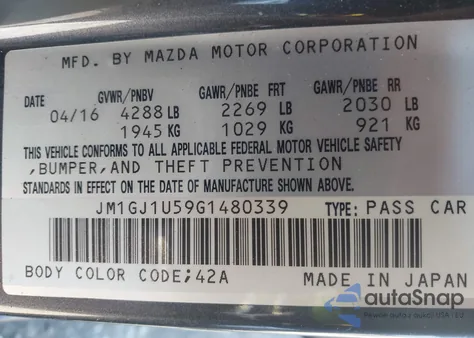 MFD. BY MAZDA MOTOR CORPORATION
DATE GVWR/PNBV GAWR/PNBE FRT GAWR/PNBE RR
04/16 4288 LB 2269 LB 2030 LB
1945 KG 1029 KG 921 KG
THIS VEHICLE CONFORMS TO ALL APPLICABLE FEDERAL MOTOR VEHICLE SAFETY
,BUMPER,AND THEFT PREVENTION
STANDARDS IN EFFECT ON THE DATE OF MANUFACTURE SHOWN ABOVE.
JM1GJ1U59G1480339 TYPE: PASS CAR
BODY COLOR CODE;42A MADE IN JAPAN
autoSnap